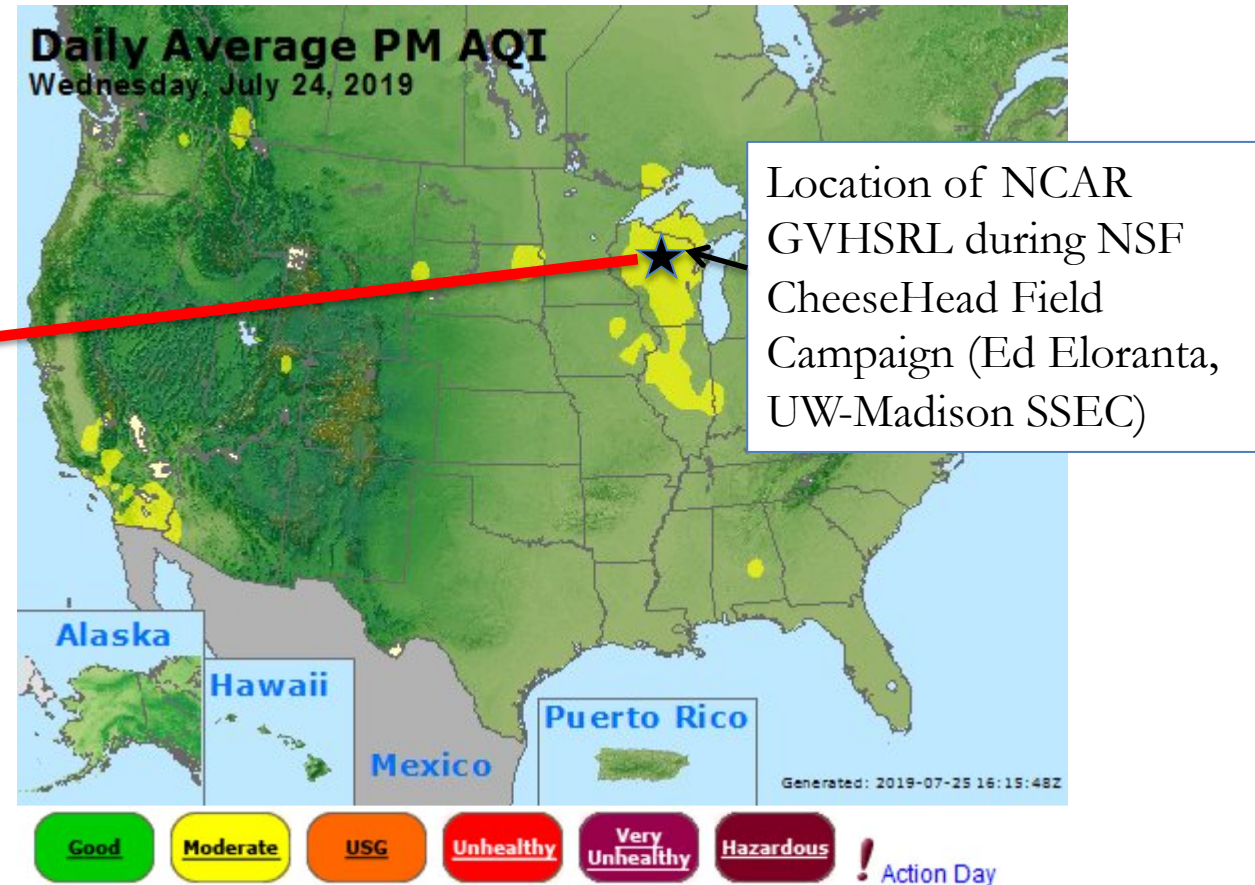 Daily Average PM AQI
Wednesday, July 24, 2019
Location of NCAR
GVHSRL during NSF
CheeseHead Field
Campaign (Ed Eloranta,
UW-Madison SSEC)
Alaska
Hawaii
Mexico
Puerto Rico
Generated: 2019-07-25 16:15:48Z
Good
Moderate
USG
Unhealthy
Very
Unhealthy
Hazardous
! Action Day